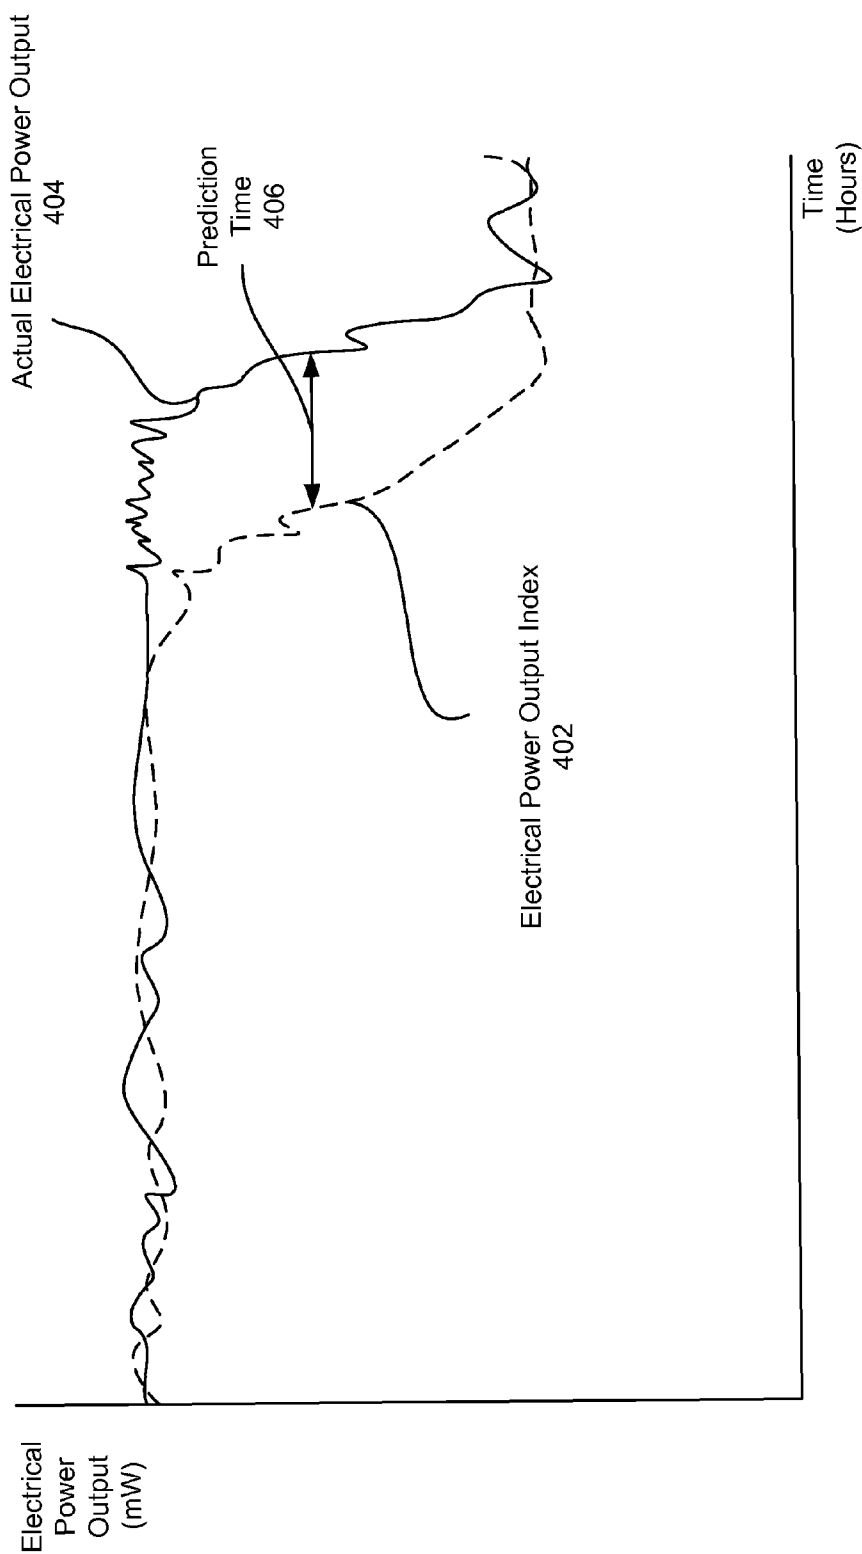 Electrical
Power
Output
(mW)
Actual Electrical Power Output
404
Prediction
Time
406
Electrical Power Output Index
402
Time
(Hours)